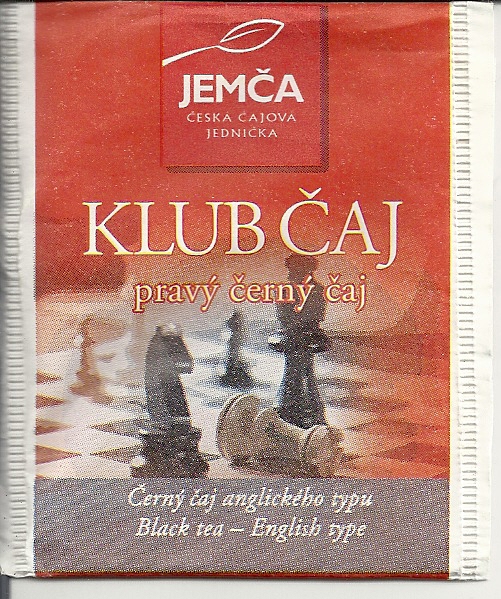 JEMČA
ČESKÁ ČAJOVÁ
JEDNIČKA
KLUB ČAJ
pravý černý čaj
Černý čaj anglického typu
Black tea – English type